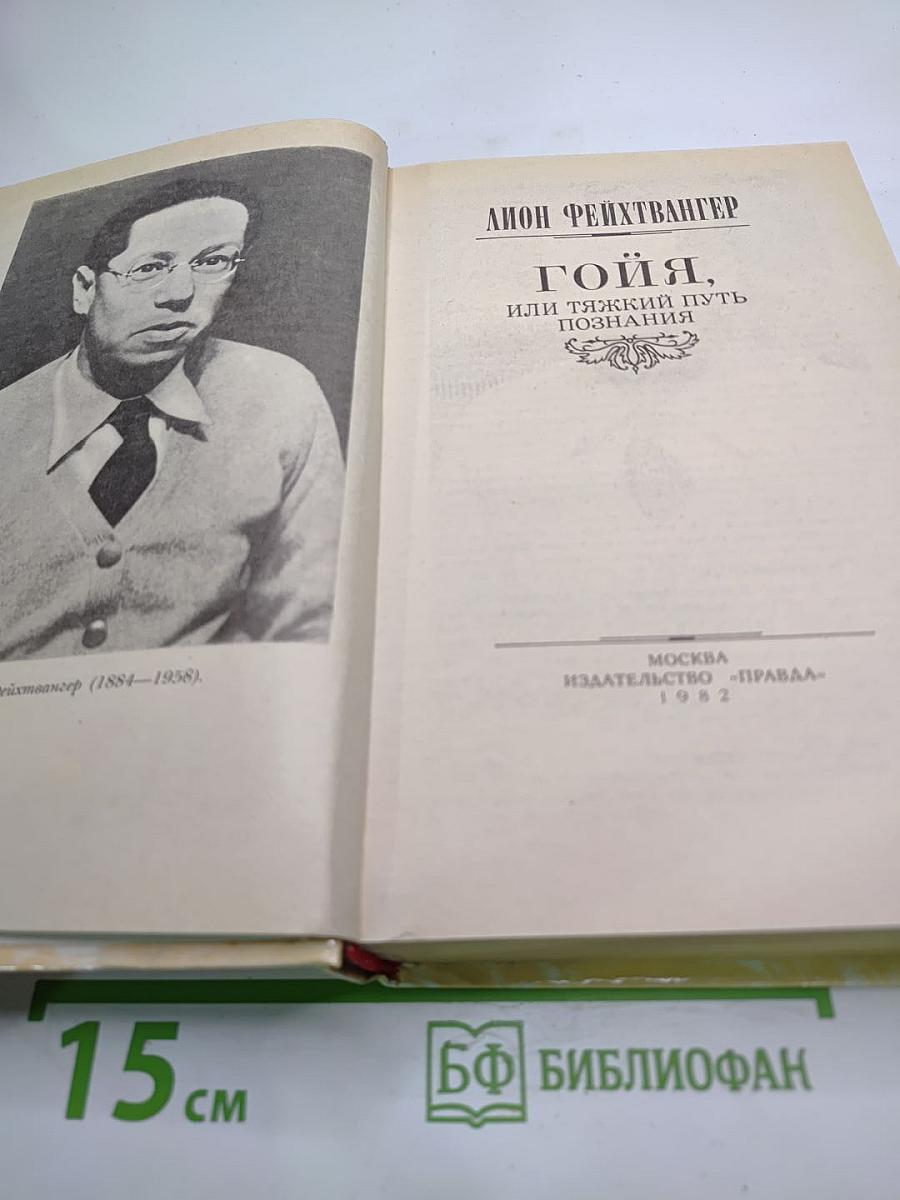 ЛИОН ФЕЙХТВАНГЕР
ГОЙЯ,
ИЛИ ТЯЖКИЙ ПУТЬ
ПОЗНАНИЯ
МОСКВА
ИЗДАТЕЛЬСТВО «ПРАВДА»
1982
ейхтвангер (1884—1958).
15 см
БФ БИБЛИОФАН